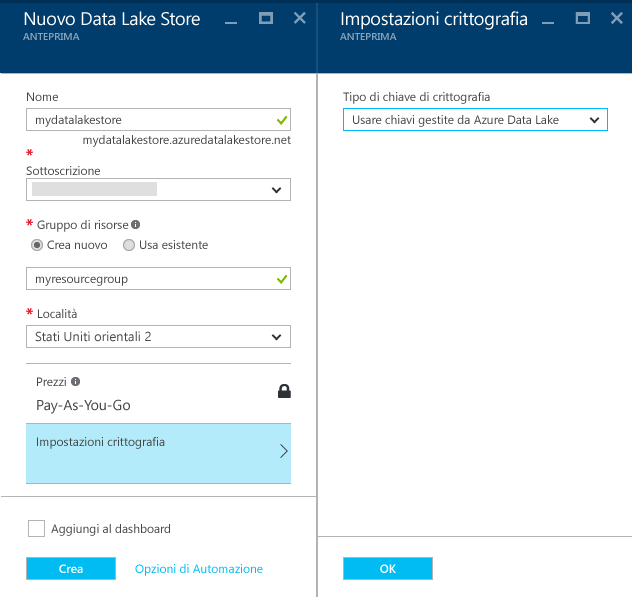 Nuovo Data Lake Store
ANTEPRIMA
Nome
mydatalakestore
mydatalakestore.azuredatalakestore.net
*
Sottoscrizione
* Gruppo di risorse
Crea nuovo Usa esistente
myresourcegroup
* Località
Stati Uniti orientali 2
Prezzi
Pay-As-You-Go
Impostazioni crittografia
Aggiungi al dashboard
Crea Opzioni di Automazione
Impostazioni crittografia
ANTEPRIMA
Tipo di chiave di crittografia
Usare chiavi gestite da Azure Data Lake
OK